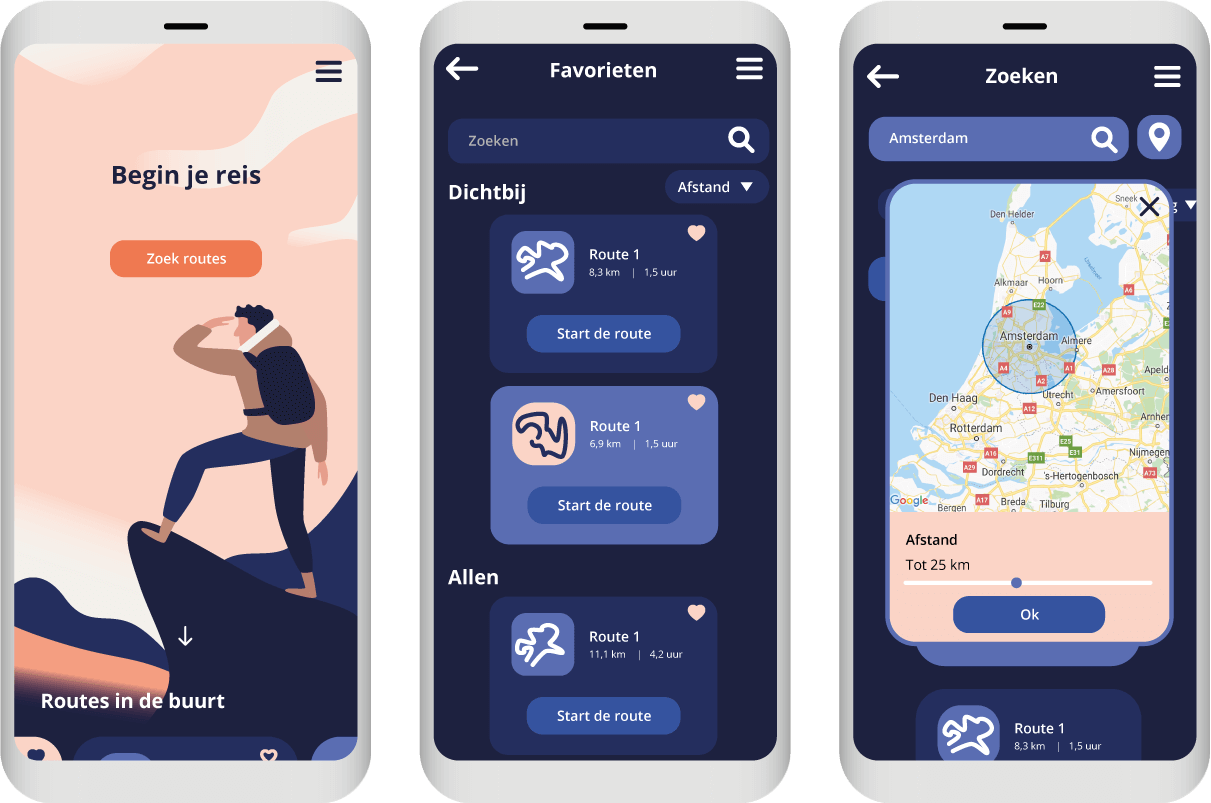 Begin je reis
Zoek routes
Routes in de buurt
Favorieten
Zoeken
Dichtbij
Afstand
Route 1
8,3 km | 1,5 uur
Start de route
Route 1
6,9 km | 1,5 uur
Start de route
Allen
Route 1
11,1 km | 4,2 uur
Start de route
Zoeken
Amsterdam
Sneek
Den Helder
A7
Alkmaar
Hoorn
A6
E22
A9
Amsterdam
Almere
A4
A1
A28
A2
Utrecht
Amersfoort
Den Haag
A12
Rotterdam
E25
E31
A16
E311
A29
Dordrecht
A73
's-Hertogenbosch
Google
A17
Bergen
Breda
Tilburg
Afstand
Tot 25 km
Ok
Route 1
8,3 km | 1,5 uur